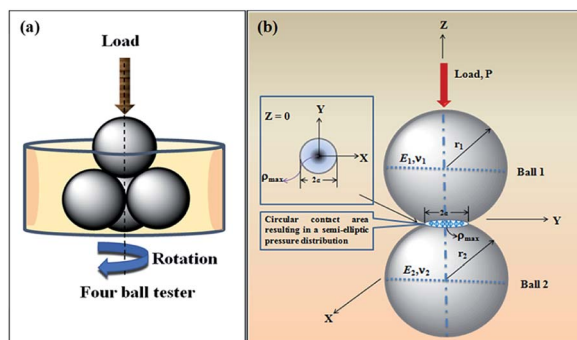 (a)
Load
Rotation
Four ball tester
(b)
Z
Load, P
Z = 0
Y
X
ρmax
2a
r1
E1,ν1
Ball 1
Circular contact area
resulting in a semi-elliptic
pressure distribution
2a
Y
ρmax
r2
E2,ν2
Ball 2
X